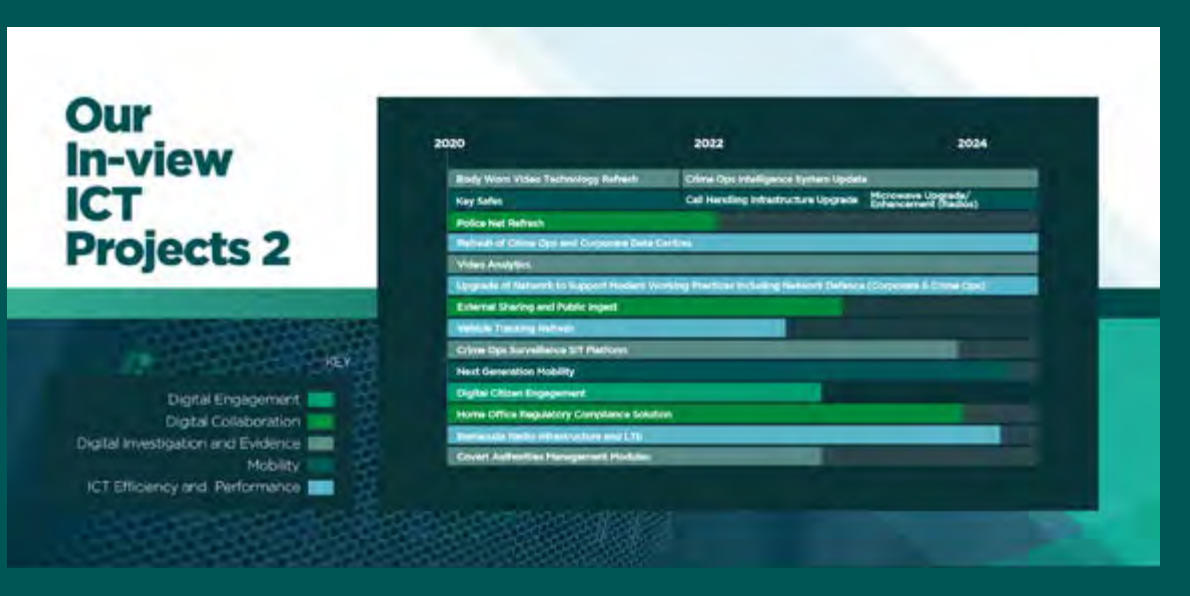 Our
In-view
ICT
Projects 2
2020 2022 2024
Body Worn Video Technology Refresh Crime Ops Intelligence System Update
Key Safes Call Handling Infrastructure Upgrade Microwave Upgrade/
Enhancement (Radios)
Police Net Refresh
Refresh of Crime Ops and Corporate Data Centres
Video Analytics
Upgrade of Network to Support Modern Working Practices Including Network Defence (Corporate & Crime Ops)
External Sharing and Public Ingest
Vehicle Tracking Refresh
Crime Ops Surveillance SIT Platform
Next Generation Mobility
Digital Citizen Engagement
Home Office Regulatory Compliance Solution
Radio Infrastructure and LTE
Covert Authorities Management Modules
KEY
Digital Engagement
Digital Collaboration
Digital Investigation and Evidence
Mobility
ICT Efficiency and Performance